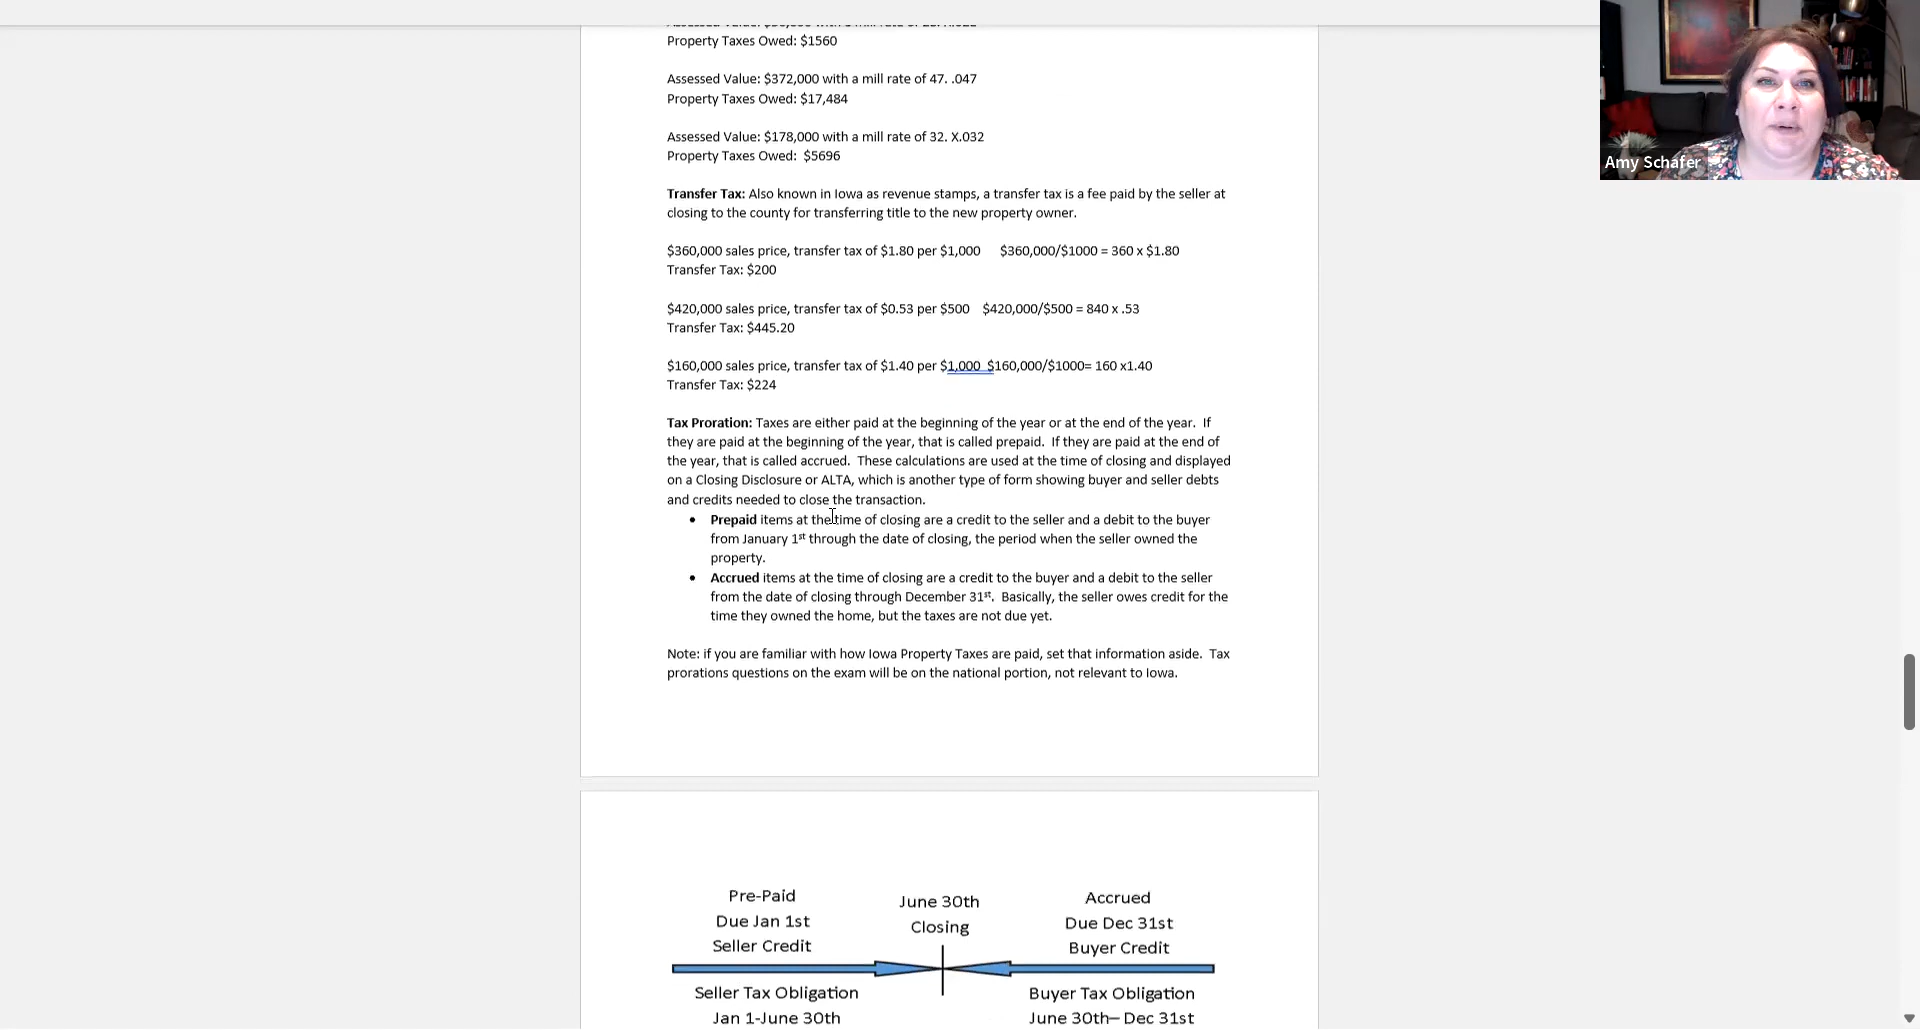 Property Taxes Owed: $1560
Assessed Value: $372,000 with a mill rate of 47. .047
Property Taxes Owed: $17,484
Assessed Value: $178,000 with a mill rate of 32. X.032
Property Taxes Owed:  $5696
Transfer Tax: Also known in Iowa as revenue stamps, a transfer tax is a fee paid by the seller at
closing to the county for transferring title to the new property owner.
$360,000 sales price, transfer tax of $1.80 per $1,000     $360,000/$1000 = 360 x $1.80
Transfer Tax: $200
$420,000 sales price, transfer tax of $0.53 per $500    $420,000/$500 = 840 x .53
Transfer Tax: $445.20
$160,000 sales price, transfer tax of $1.40 per $1,000  $160,000/$1000= 160 x1.40
Transfer Tax: $224
Tax Proration: Taxes are either paid at the beginning of the year or at the end of the year.  If
they are paid at the beginning of the year, that is called prepaid.  If they are paid at the end of
the year, that is called accrued.  These calculations are used at the time of closing and displayed
on a Closing Disclosure or ALTA, which is another type of form showing buyer and seller debts
and credits needed to close the transaction.
• Prepaid items at the time of closing are a credit to the seller and a debit to the buyer
from January 1st through the date of closing, the period when the seller owned the
property.
• Accrued items at the time of closing are a credit to the buyer and a debit to the seller
from the date of closing through December 31st.  Basically, the seller owes credit for the
time they owned the home, but the taxes are not due yet.
Note: if you are familiar with how Iowa Property Taxes are paid, set that information aside.  Tax
prorations questions on the exam will be on the national portion, not relevant to Iowa.
Pre-Paid
Due Jan 1st
Seller Credit
June 30th
Closing
Accrued
Due Dec 31st
Buyer Credit
Seller Tax Obligation
Jan 1-June 30th
Buyer Tax Obligation
June 30th– Dec 31st
Amy Schafer